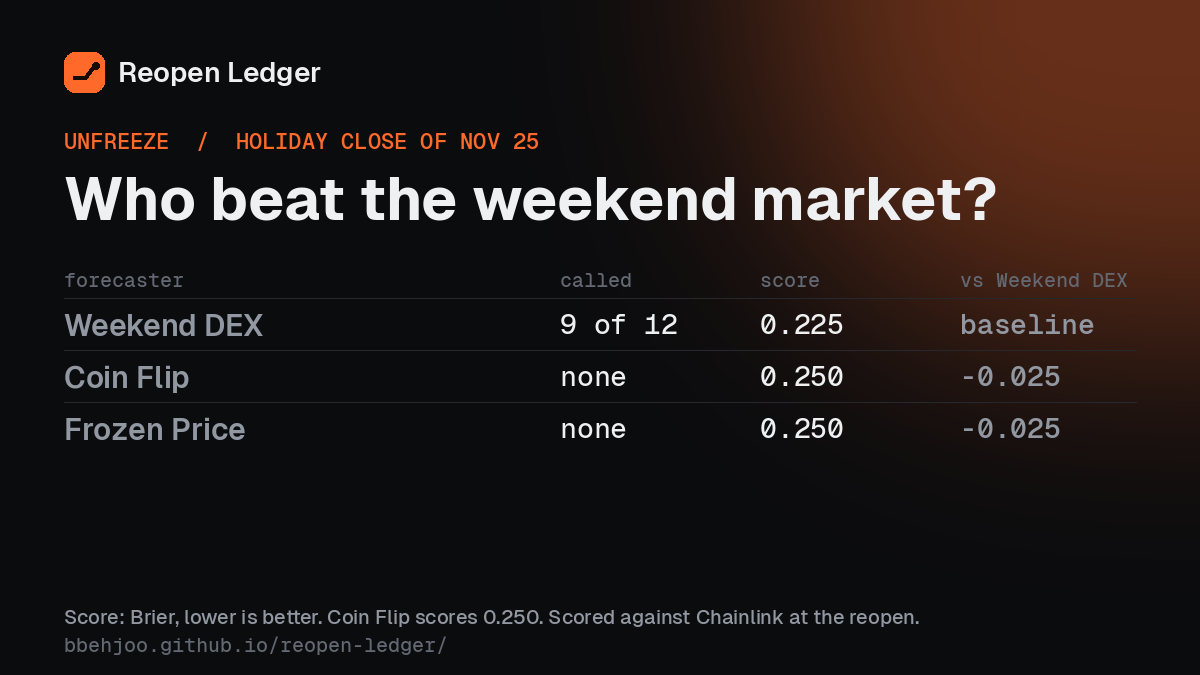 Reopen Ledger
UNFREEZE / HOLIDAY CLOSE OF NOV 25
Who beat the weekend market?
forecaster called score vs Weekend DEX
Weekend DEX 9 of 12 0.225 baseline
Coin Flip none 0.250 -0.025
Frozen Price none 0.250 -0.025
Score: Brier, lower is better. Coin Flip scores 0.250. Scored against Chainlink at the reopen.
bbehjoo.github.io/reopen-ledger/